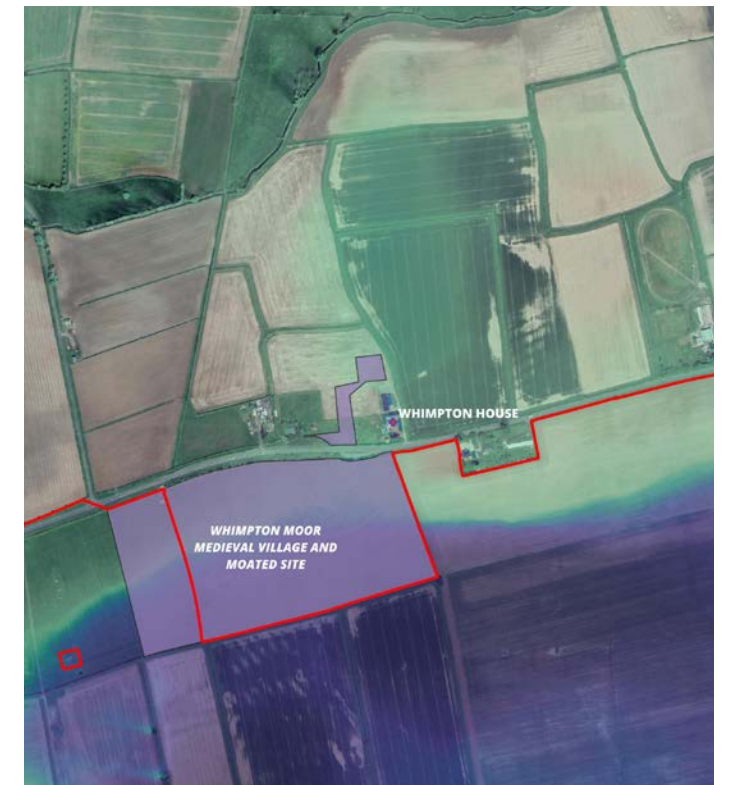 WHIMPTON HOUSE
WHIMPTON MOOR
MEDIEVAL VILLAGE AND
MOATED SITE